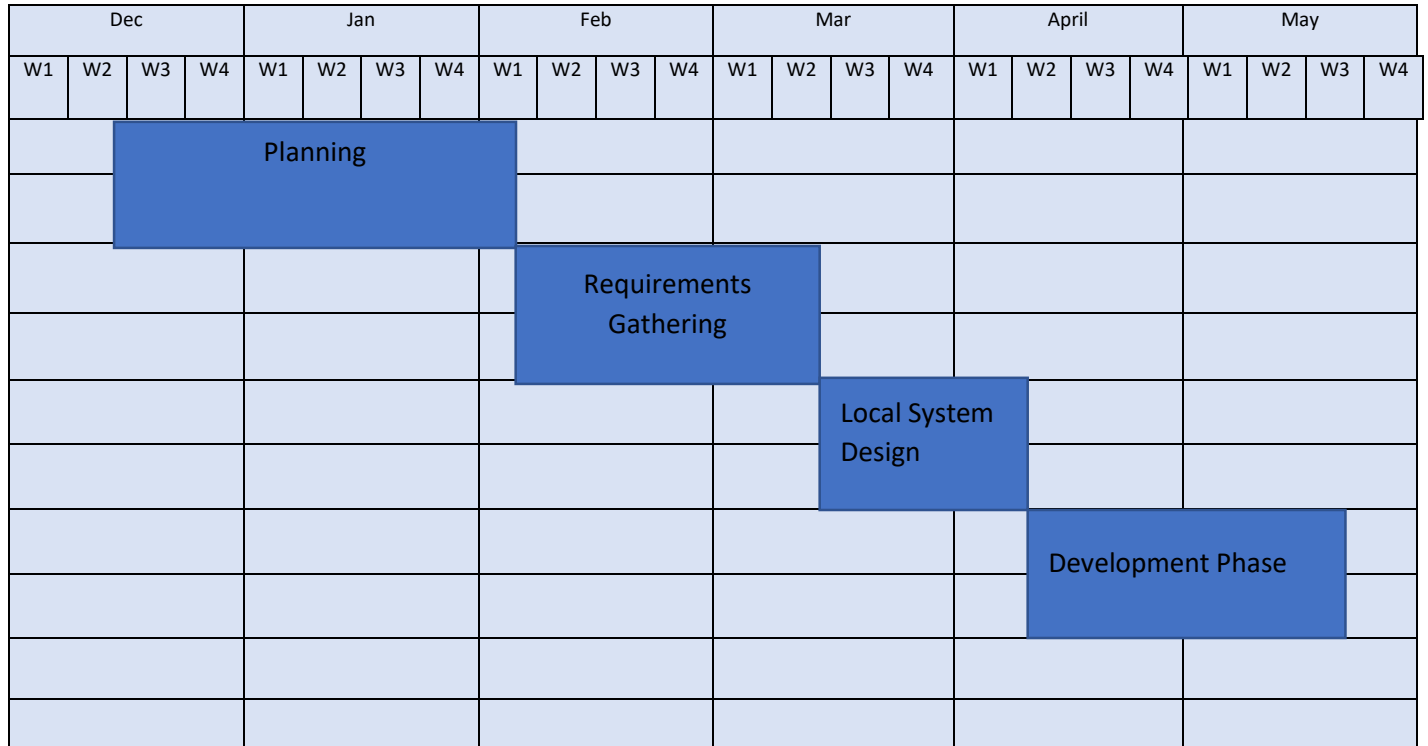 Dec Jan Feb Mar April May
W1 W2 W3 W4 W1 W2 W3 W4 W1 W2 W3 W4 W1 W2 W3 W4 W1 W2 W3 W4 W1 W2 W3 W4
Planning
Requirements
Gathering
Local System
Design
Development Phase